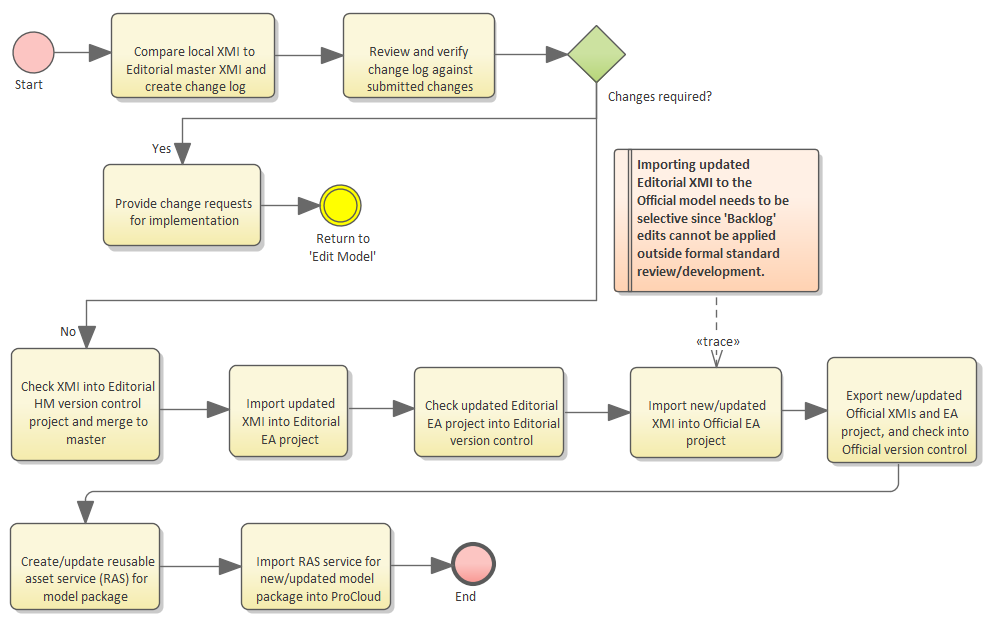 Start
Compare local XMI to
Editorial master XMI and
create change log
Review and verify
change log against
submitted changes
Changes required?
Yes
Provide change requests
for implementation
Return to
'Edit Model'
Importing updated
Editorial XMI to the
Official model needs to be
selective since 'Backlog'
edits cannot be applied
outside formal standard
review/development.
«trace»
No
Check XMI into Editorial
HM version control
project and merge to
master
Import updated
XMI into Editorial
EA project
Check updated Editorial
EA project into Editorial
version control
Import new/updated
XMI into Official EA
project
Export new/updated
Official XMIs and EA
project, and check into
Official version control
Create/update reusable
asset service (RAS) for
model package
Import RAS service for
new/updated model
package into ProCloud
End